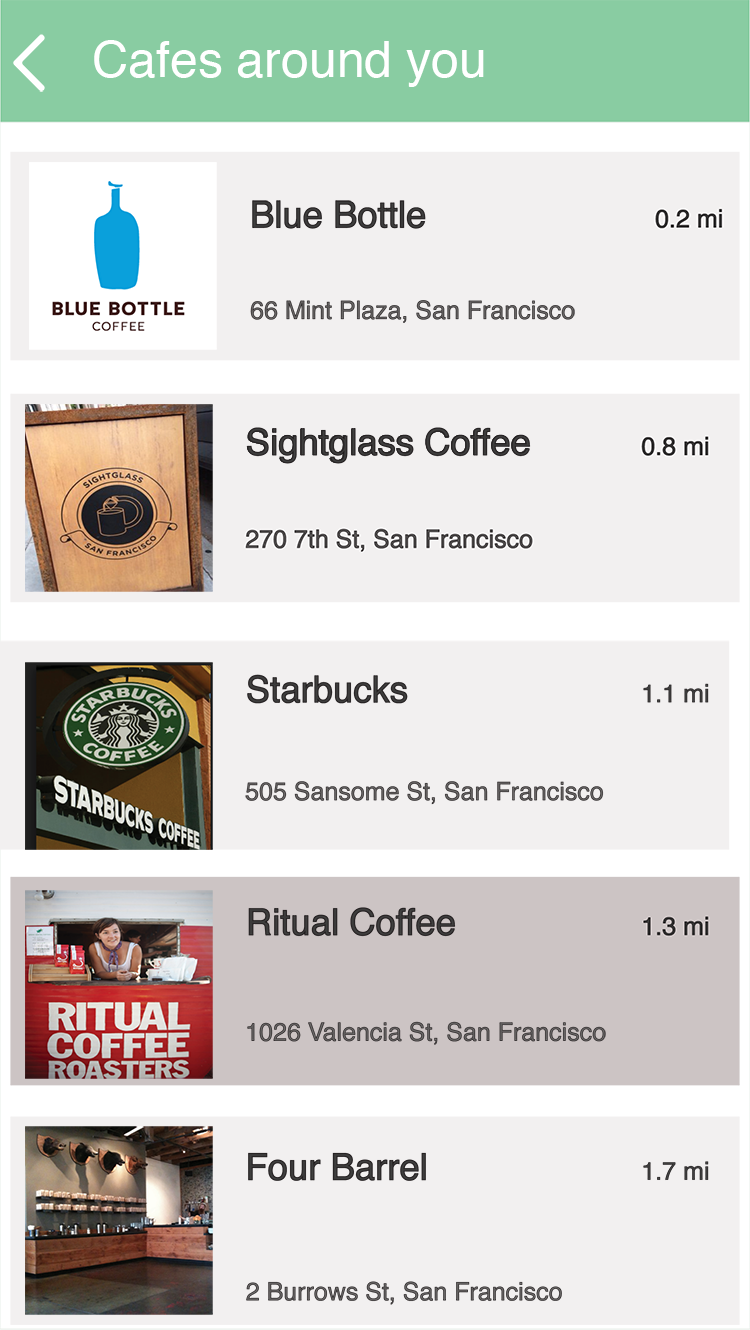 Cafes around you
BLUE BOTTLE
COFFEE
Blue Bottle
0.2 mi
66 Mint Plaza, San Francisco
SIGHTGLASS
SAN FRANCISCO
Sightglass Coffee
0.8 mi
270 7th St, San Francisco
STARBUCKS
COFFEE
STARBUCKS COFFEE
Starbucks
1.1 mi
505 Sansome St, San Francisco
RITUAL
COFFEE
ROASTERS
Ritual Coffee
1.3 mi
1026 Valencia St, San Francisco
Four Barrel
1.7 mi
2 Burrows St, San Francisco